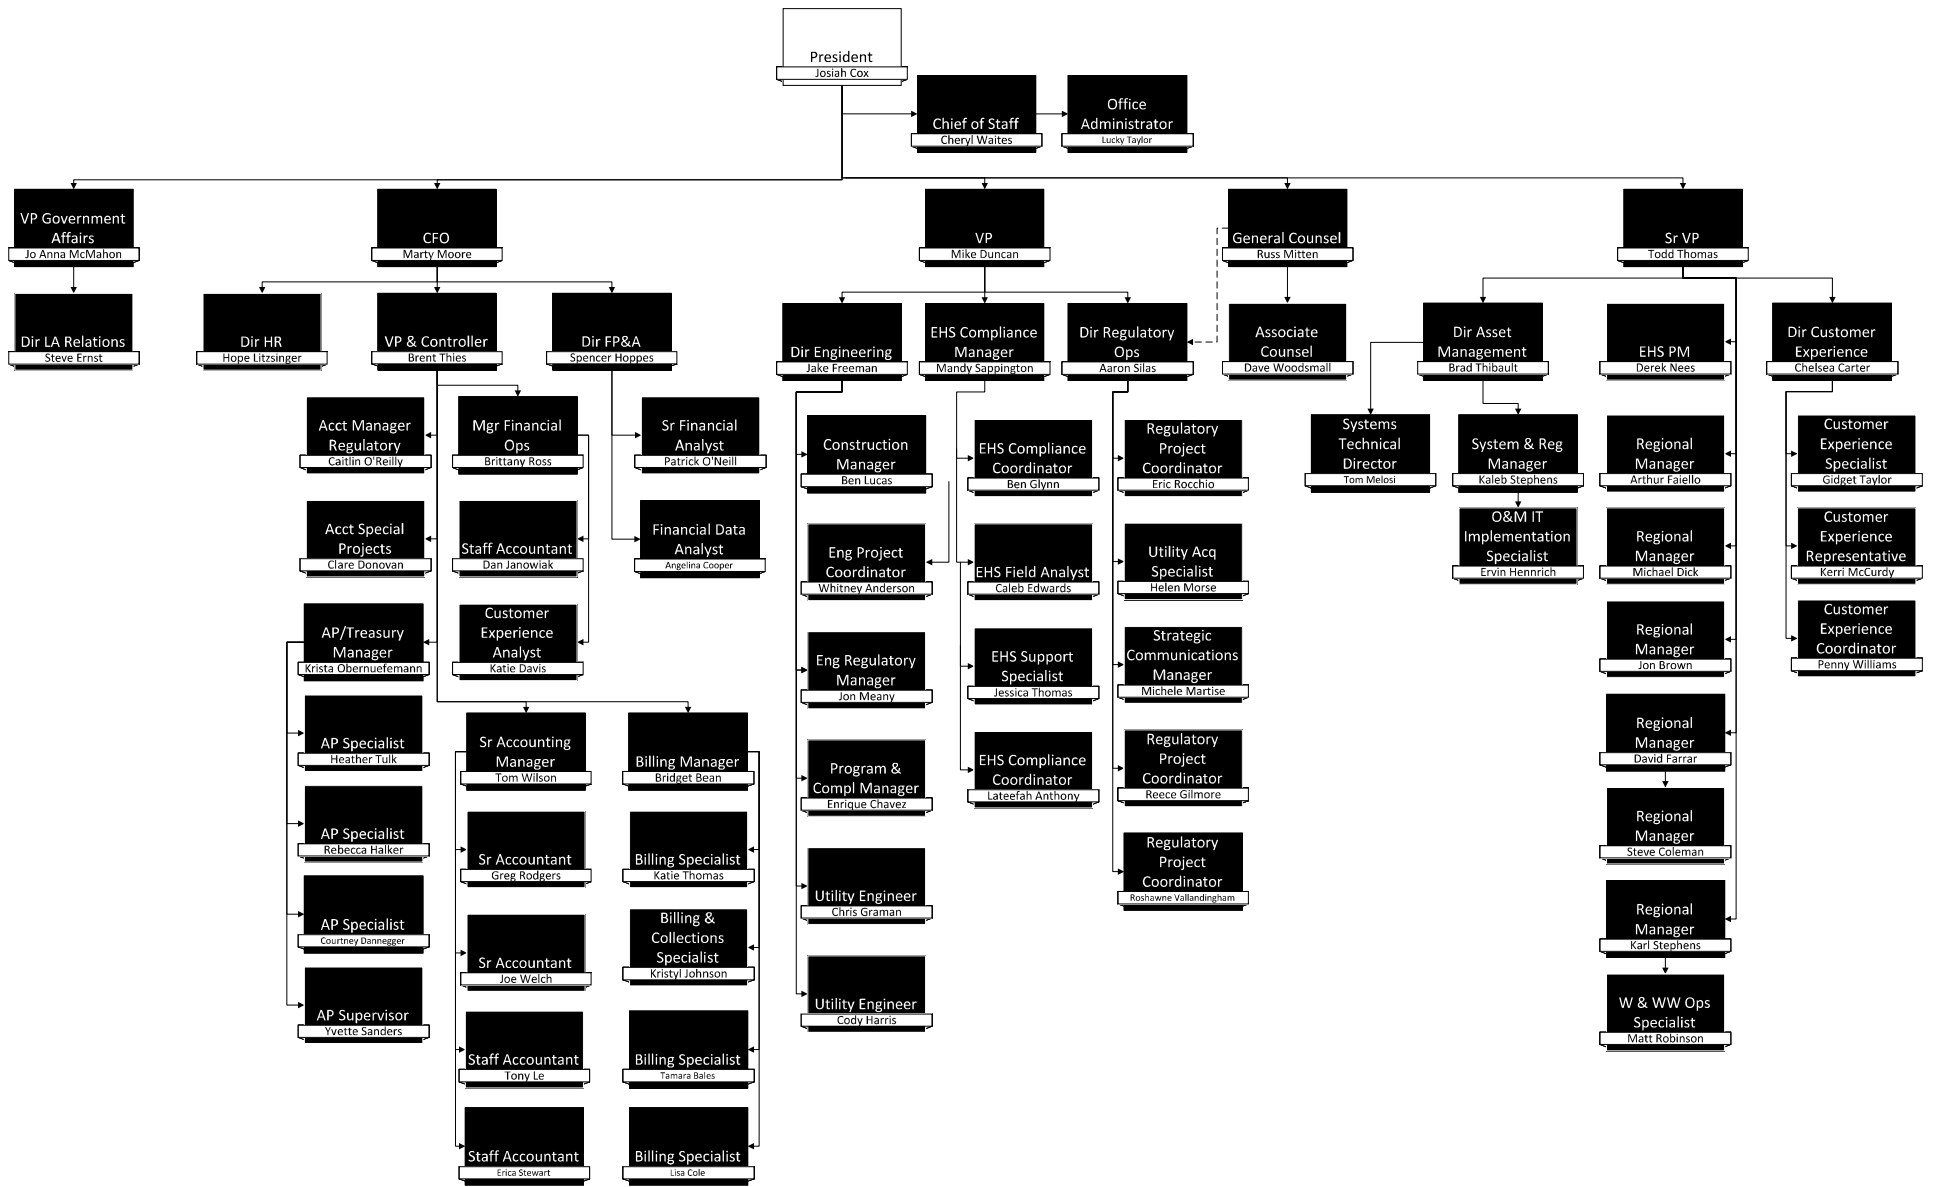 President
Josiah Cox
Chief of Staff
Cheryl Waites
Office
Administrator
Lucky Taylor
VP Government
Affairs
Jo Anna McMahon
CFO
Marty Moore
VP
Mike Duncan
General Counsel
Russ Mitten
Sr VP
Todd Thomas
Dir LA Relations
Steve Ernst
Dir HR
Hope Litzsinger
VP & Controller
Brent Thies
Dir FP&A
Spencer Hoppes
Dir Engineering
Jake Freeman
EHS Compliance
Manager
Mandy Sappington
Dir Regulatory
Ops
Aaron Silas
Associate
Counsel
Dave Woodsmall
Dir Asset
Management
Brad Thibault
EHS PM
Derek Nees
Dir Customer
Experience
Chelsea Carter
Acct Manager
Regulatory
Caitlin O'Reilly
Mgr Financial
Ops
Brittany Ross
Sr Financial
Analyst
Patrick O'Neill
Construction
Manager
Ben Lucas
EHS Compliance
Coordinator
Ben Glynn
Regulatory
Project
Coordinator
Eric Rocchio
Systems
Technical
Director
Tom Melosi
System & Reg
Manager
Kaleb Stephens
Regional
Manager
Arthur Faiello
Customer
Experience
Specialist
Gidget Taylor
Acct Special
Projects
Clare Donovan
Staff Accountant
Dan Janowiak
Financial Data
Analyst
Angelina Cooper
Eng Project
Coordinator
Whitney Anderson
EHS Field Analyst
Caleb Edwards
Utility Acq
Specialist
Helen Morse
O&M IT
Implementation
Specialist
Ervin Hennrich
Regional
Manager
Michael Dick
Customer
Experience
Representative
Kerri McCurdy
AP/Treasury
Manager
Krista Obernuefemann
Customer
Experience
Analyst
Katie Davis
Eng Regulatory
Manager
Jon Meany
EHS Support
Specialist
Jessica Thomas
Strategic
Communications
Manager
Michele Martise
Regional
Manager
Jon Brown
Customer
Experience
Coordinator
Penny Williams
AP Specialist
Heather Tulk
Sr Accounting
Manager
Tom Wilson
Billing Manager
Bridget Bean
Program &
Compl Manager
Enrique Chavez
EHS Compliance
Coordinator
Lateefah Anthony
Regulatory
Project
Coordinator
Reece Gilmore
Regional
Manager
David Farrar
AP Specialist
Rebecca Halker
Sr Accountant
Greg Rodgers
Billing Specialist
Katie Thomas
Utility Engineer
Chris Graman
Regulatory
Project
Coordinator
Roshawne Vallandingham
Regional
Manager
Steve Coleman
AP Specialist
Courtney Dannegger
Sr Accountant
Joe Welch
Billing &
Collections
Specialist
Kristyl Johnson
Utility Engineer
Cody Harris
Regional
Manager
Karl Stephens
AP Supervisor
Yvette Sanders
Staff Accountant
Tony Le
Billing Specialist
Tamara Bales
W & WW Ops
Specialist
Matt Robinson
Staff Accountant
Erica Stewart
Billing Specialist
Lisa Cole